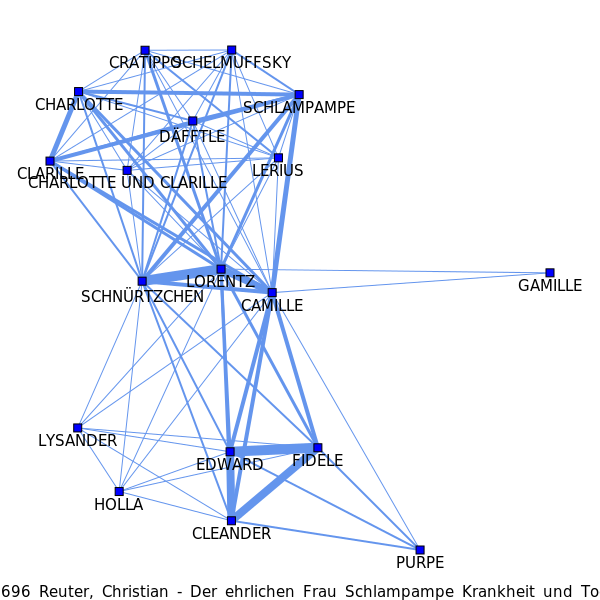 CRATIPPO
SCHELMUFFSKY
CHARLOTTE
SCHLAMPAMPE
DÄFFTLE
LERIUS
CLARILLE
CHARLOTTE UND CLARILLE
LORENTZ
SCHNÜRTZCHEN
GAMILLE
CAMILLE
LYSANDER
EDWARD
FIDELE
HOLLA
CLEANDER
PURPE
696 Reuter, Christian - Der ehrlichen Frau Schlampampe Krankheit und To